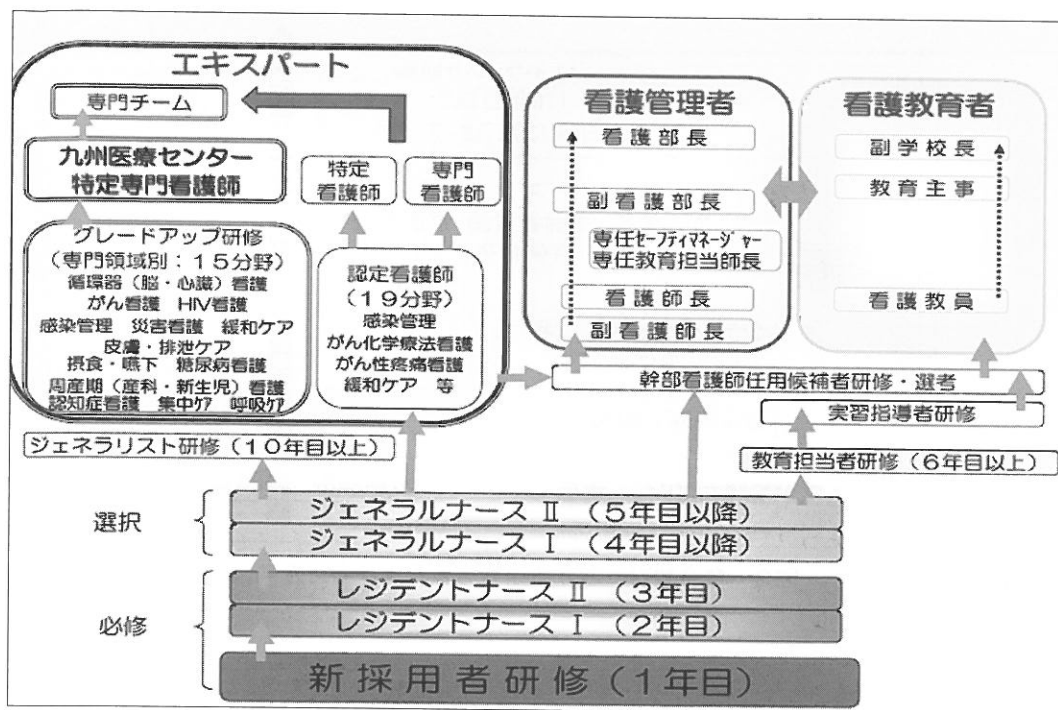 エキスパート
専門チーム
九州医療センター
特定専門看護師
特定
看護師
専門
看護師
グレードアップ研修
(専門領域別:15分野)
循環器(脳・心臓)看護
がん看護 HIV看護
感染管理 災害看護 緩和ケア
皮膚・排泄ケア
摂食・嚥下 糖尿病看護
周産期(産科・新生児)看護
認知症看護 集中ケア 呼吸ケア
認定看護師
(19分野)
感染管理
がん化学療法看護
がん性疼痛看護
緩和ケア 等
看護管理者
看護部長
副看護部長
専任セーフティマネージャー
専任教育担当師長
看護師長
副看護師長
看護教育者
副学校長
教育主事
看護教員
幹部看護師任用候補者研修・選考
実習指導者研修
教育担当者研修(6年目以上)
ジェネラリスト研修(10年目以上)
選択
ジェネラルナース Ⅱ (5年目以降)
ジェネラルナース Ⅰ (4年目以降)
必修
レジデントナース Ⅱ (3年目)
レジデントナース Ⅰ (2年目)
新採用者研修(1年目)